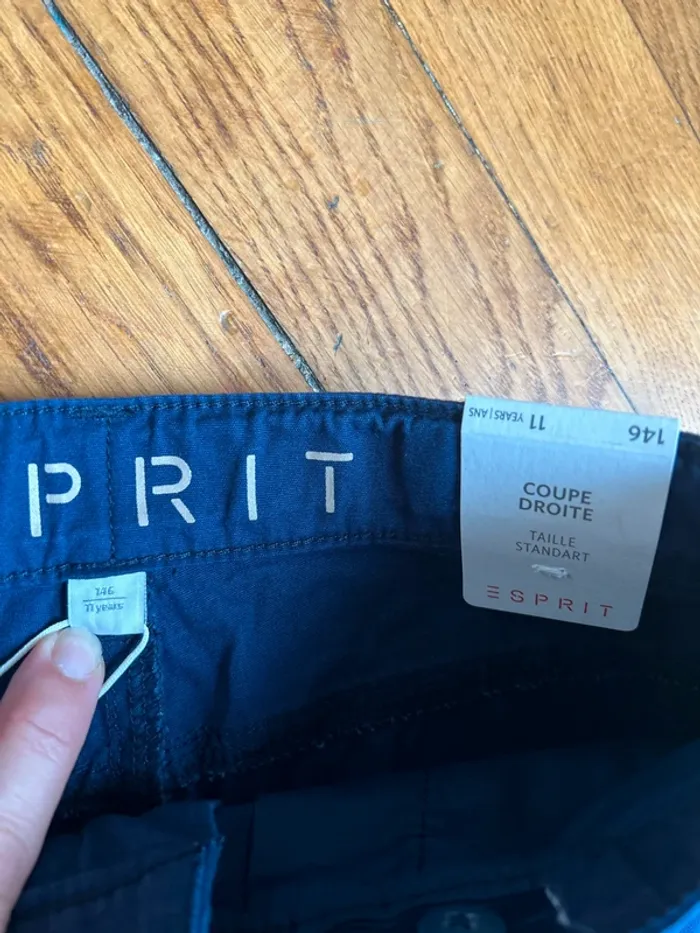 PRIT
146
11 years
146
11 YEARS|ANS
COUPE
DROITE
TAILLE
STANDART
ESPRIT